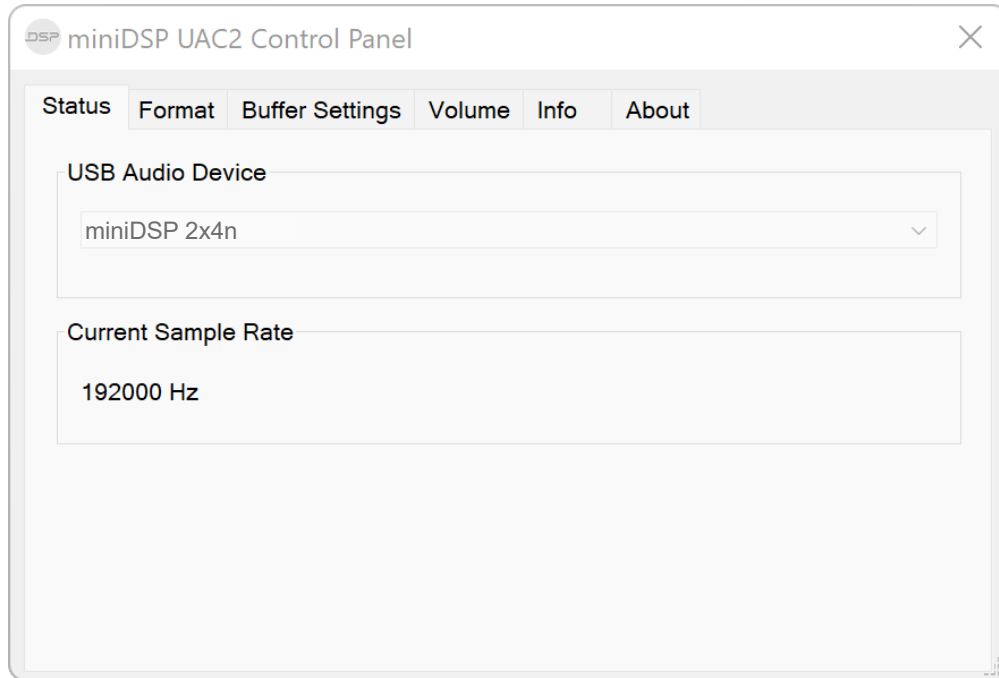 DSP miniDSP UAC2 Control Panel
Status Format Buffer Settings Volume Info About
USB Audio Device
miniDSP 2x4n
Current Sample Rate
192000 Hz